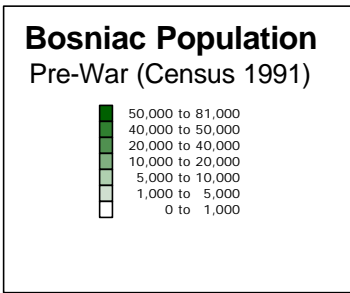 Bosniac Population
Pre-War (Census 1991)
50,000 to 81,000
40,000 to 50,000
20,000 to 40,000
10,000 to 20,000
5,000 to 10,000
1,000 to 5,000
0 to 1,000